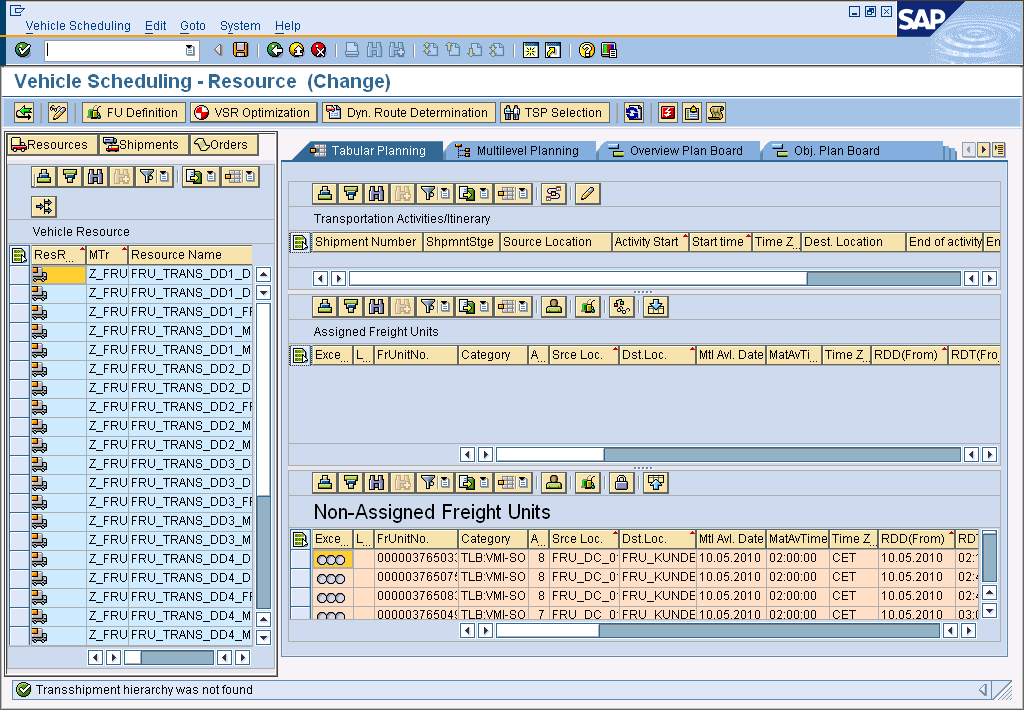 Vehicle Scheduling Edit Goto System Help
SAP
Vehicle Scheduling - Resource (Change)
FU Definition VSR Optimization Dyn. Route Determination TSP Selection
Resources Shipments Orders
Tabular Planning Multilevel Planning Overview Plan Board Obj. Plan Board
Vehicle Resource
ResR... MTr Resource Name
Z_FRU FRU_TRANS_DD1_D
Z_FRU FRU_TRANS_DD1_D
Z_FRU FRU_TRANS_DD1_FF
Z_FRU FRU_TRANS_DD1_M
Z_FRU FRU_TRANS_DD1_M
Z_FRU FRU_TRANS_DD2_D
Z_FRU FRU_TRANS_DD2_D
Z_FRU FRU_TRANS_DD2_FF
Z_FRU FRU_TRANS_DD2_M
Z_FRU FRU_TRANS_DD2_M
Z_FRU FRU_TRANS_DD3_D
Z_FRU FRU_TRANS_DD3_D
Z_FRU FRU_TRANS_DD3_FF
Z_FRU FRU_TRANS_DD3_M
Z_FRU FRU_TRANS_DD3_M
Z_FRU FRU_TRANS_DD4_D
Z_FRU FRU_TRANS_DD4_D
Z_FRU FRU_TRANS_DD4_FF
Z_FRU FRU_TRANS_DD4_M
Z_FRU FRU_TRANS_DD4_M
Transportation Activities/Itinerary
Shipment Number ShpmntStge Source Location Activity Start Start time Time Z... Dest. Location End of activity En
Assigned Freight Units
Exce... L... FrUnitNo. Category A... Srce Loc. Dst.Loc. Mtl Avl. Date MatAvTi... Time Z... RDD(From) RDT(Fro
Non-Assigned Freight Units
Exce... L... FrUnitNo. Category A... Srce Loc. Dst.Loc. Mtl Avl. Date MatAvTime Time Z... RDD(From) RDT
000003765033 TLB:VMI-SO 8 FRU_DC_0 FRU_KUNDE 10.05.2010 02:00:00 CET 10.05.2010 02:
000003765075 TLB:VMI-SO 8 FRU_DC_0 FRU_KUNDE 10.05.2010 02:00:00 CET 10.05.2010 02:
000003765083 TLB:VMI-SO 8 FRU_DC_0 FRU_KUNDE 10.05.2010 02:00:00 CET 10.05.2010 02:
000003765049 TLB:VMI-SO 7 FRU_DC_0 FRU_KUNDE 10.05.2010 02:00:00 CET 10.05.2010 03:
Transshipment hierarchy was not found